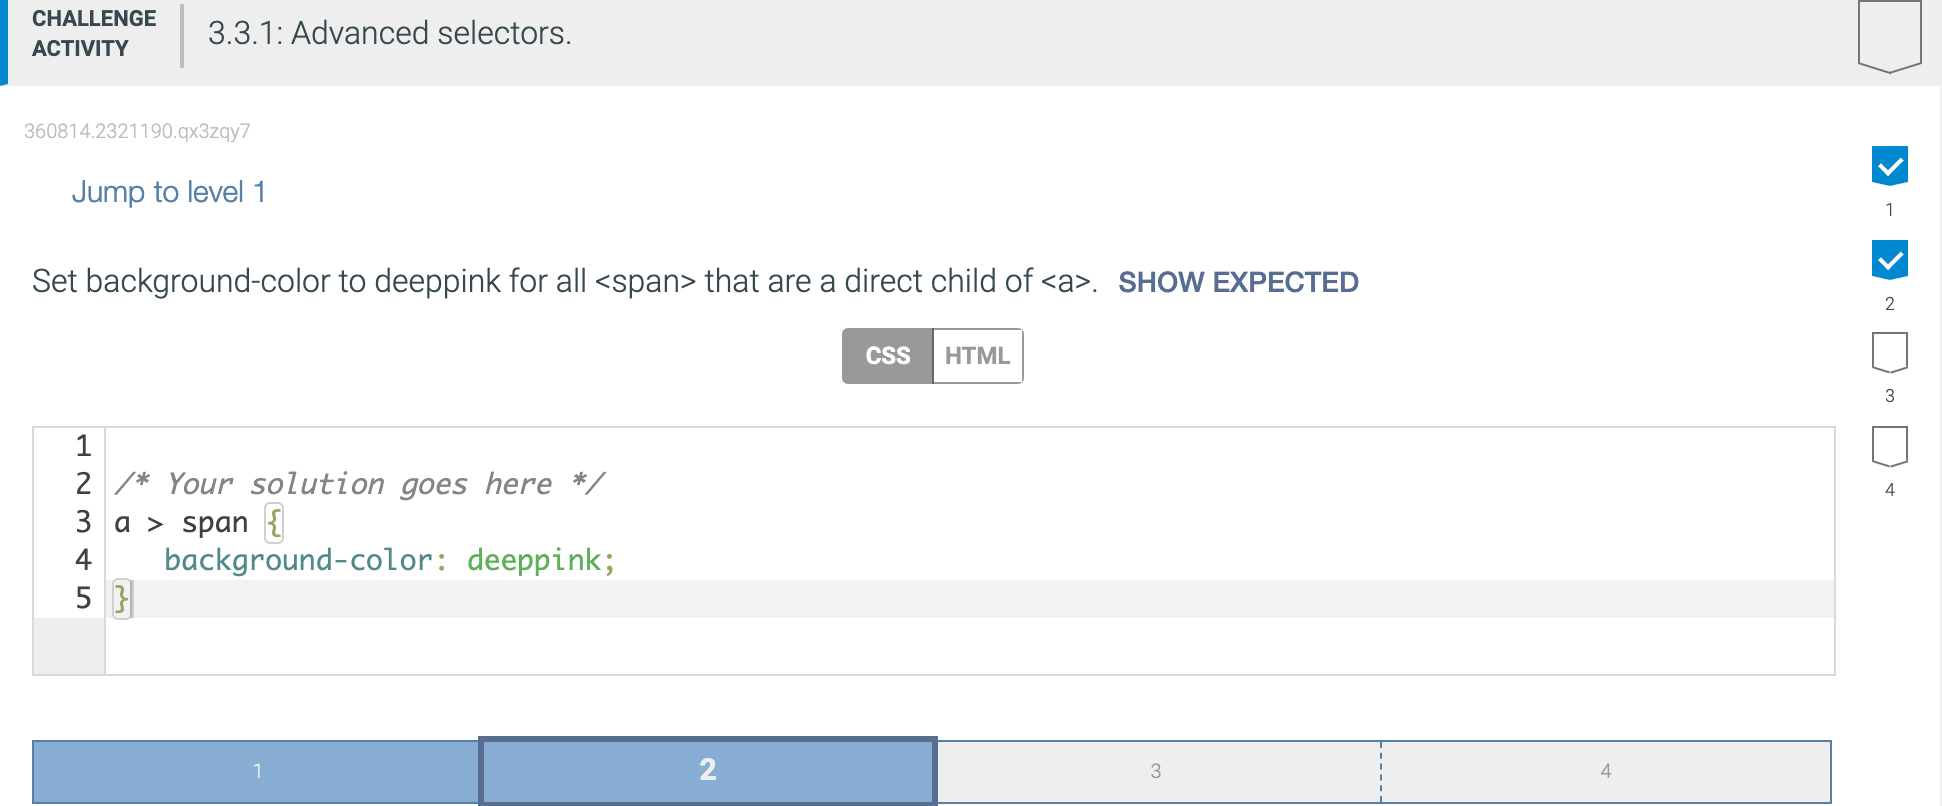 CHALLENGE
ACTIVITY
3.3.1: Advanced selectors.
360814.2321190.qx3zqy7
Jump to level 1
1
2
3
4
Set background-color to deeppink for all <span> that are a direct child of <a>. SHOW EXPECTED
CSS HTML
1
2 /* Your solution goes here */
3 a > span {
4    background-color: deeppink;
5 }
1 2 3 4